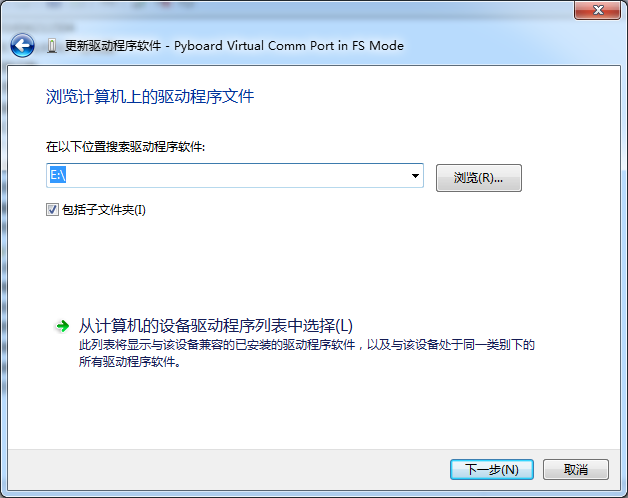 更新驱动程序软件 - Pyboard Virtual Comm Port in FS Mode
浏览计算机上的驱动程序文件
在以下位置搜索驱动程序软件:
E:\
浏览(R)...
包括子文件夹(I)
从计算机的设备驱动程序列表中选择(L)
此列表将显示与该设备兼容的已安装的驱动程序软件，以及与该设备处于同一类别下的
所有驱动程序软件。
下一步(N)
取消